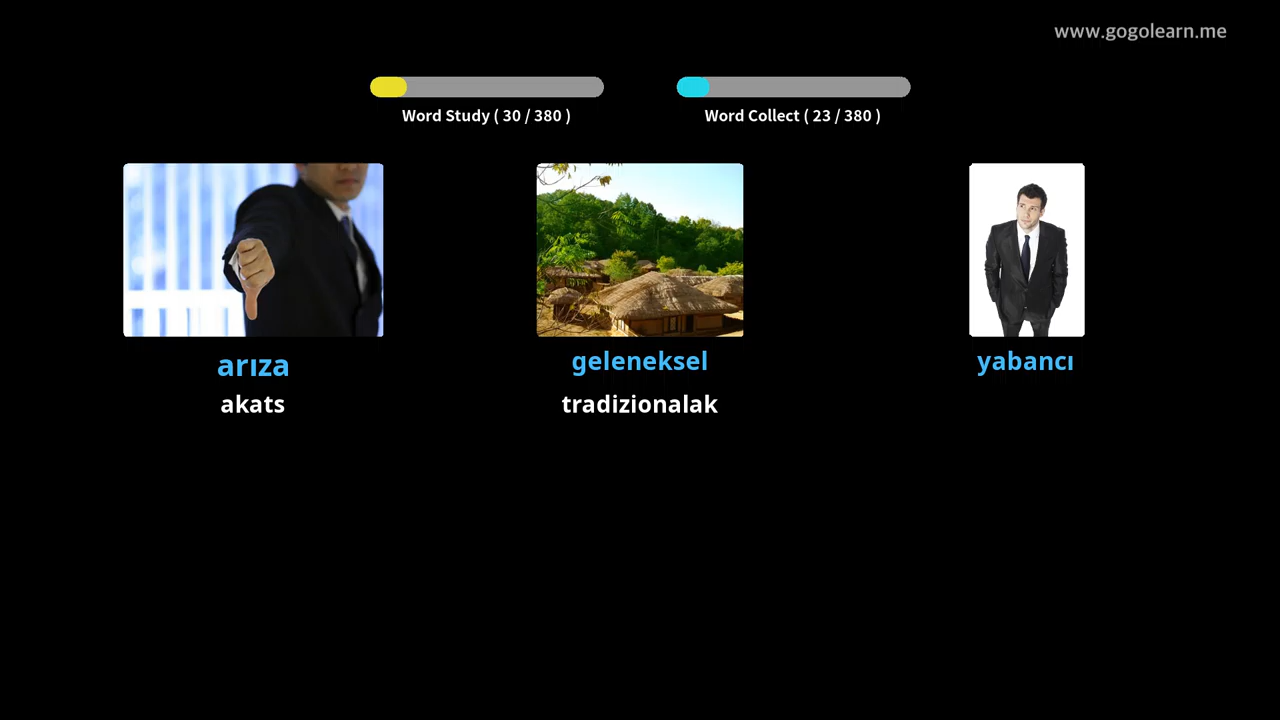 www.gogolearn.me
Word Study ( 30 / 380 )
Word Collect ( 23 / 380 )
arıza
geleneksel
yabancı
akats
tradizionalak